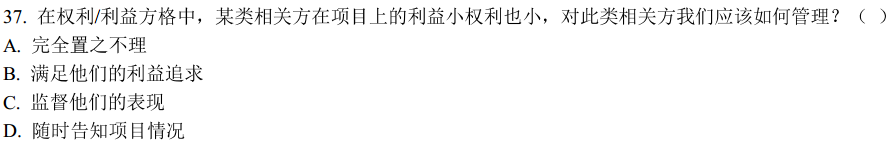 37. 在权利/利益方格中，某类相关方在项目上的利益小权利也小，对此类相关方我们应该如何管理？（ ）
A. 完全置之不理
B. 满足他们的利益追求
C. 监督他们的表现
D. 随时告知项目情况